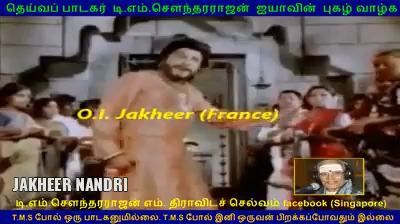 தெய்வப் பாடகர் டி.எம்.சௌந்தரராஜன் ஐயாவின் புகழ் வாழ்க
O.I. Jakheer (France)
JAKHEER NANDRI
டி.எம்.சௌந்தரராஜன் எம். திராவிடச் செல்வம் facebook (Singapore)
T.M.S போல் ஒரு பாடகனுமில்லை. T.M.S போல் இனி ஒருவன் பிறக்கப்போவதும் இல்லை